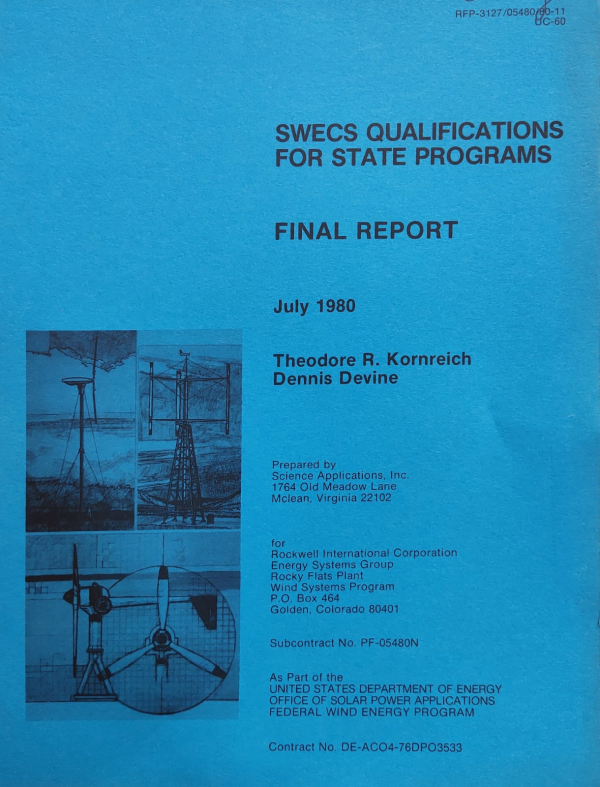 RFP-3127/05480/80-11
UC-60
SWECS QUALIFICATIONS
FOR STATE PROGRAMS
FINAL REPORT
July 1980
Theodore R. Kornreich
Dennis Devine
Prepared by
Science Applications, Inc.
1764 Old Meadow Lane
Mclean, Virginia 22102
for
Rockwell International Corporation
Energy Systems Group
Rocky Flats Plant
Wind Systems Program
P.O. Box 464
Golden, Colorado 80401
Subcontract No. PF-05480N
As Part of the
UNITED STATES DEPARTMENT OF ENERGY
OFFICE OF SOLAR POWER APPLICATIONS
FEDERAL WIND ENERGY PROGRAM
Contract No. DE-ACO4-76DPO3533